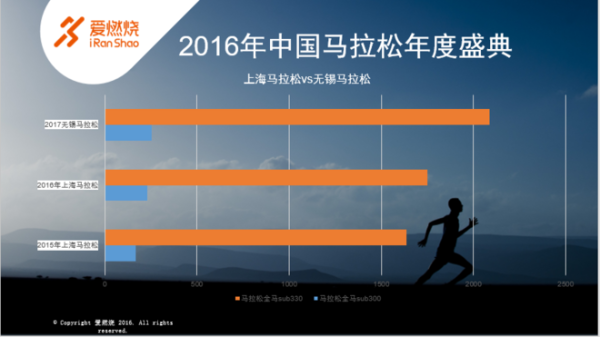 爱燃烧
iRanShao
2016年中国马拉松年度盛典
上海马拉松vs无锡马拉松
2017无锡马拉松
2016年上海马拉松
2015年上海马拉松
0 500 1000 1500 2000 2500
马拉松全马sub330 马拉松全马sub300
© Copyright 爱燃烧 2016. All rights
reserved.